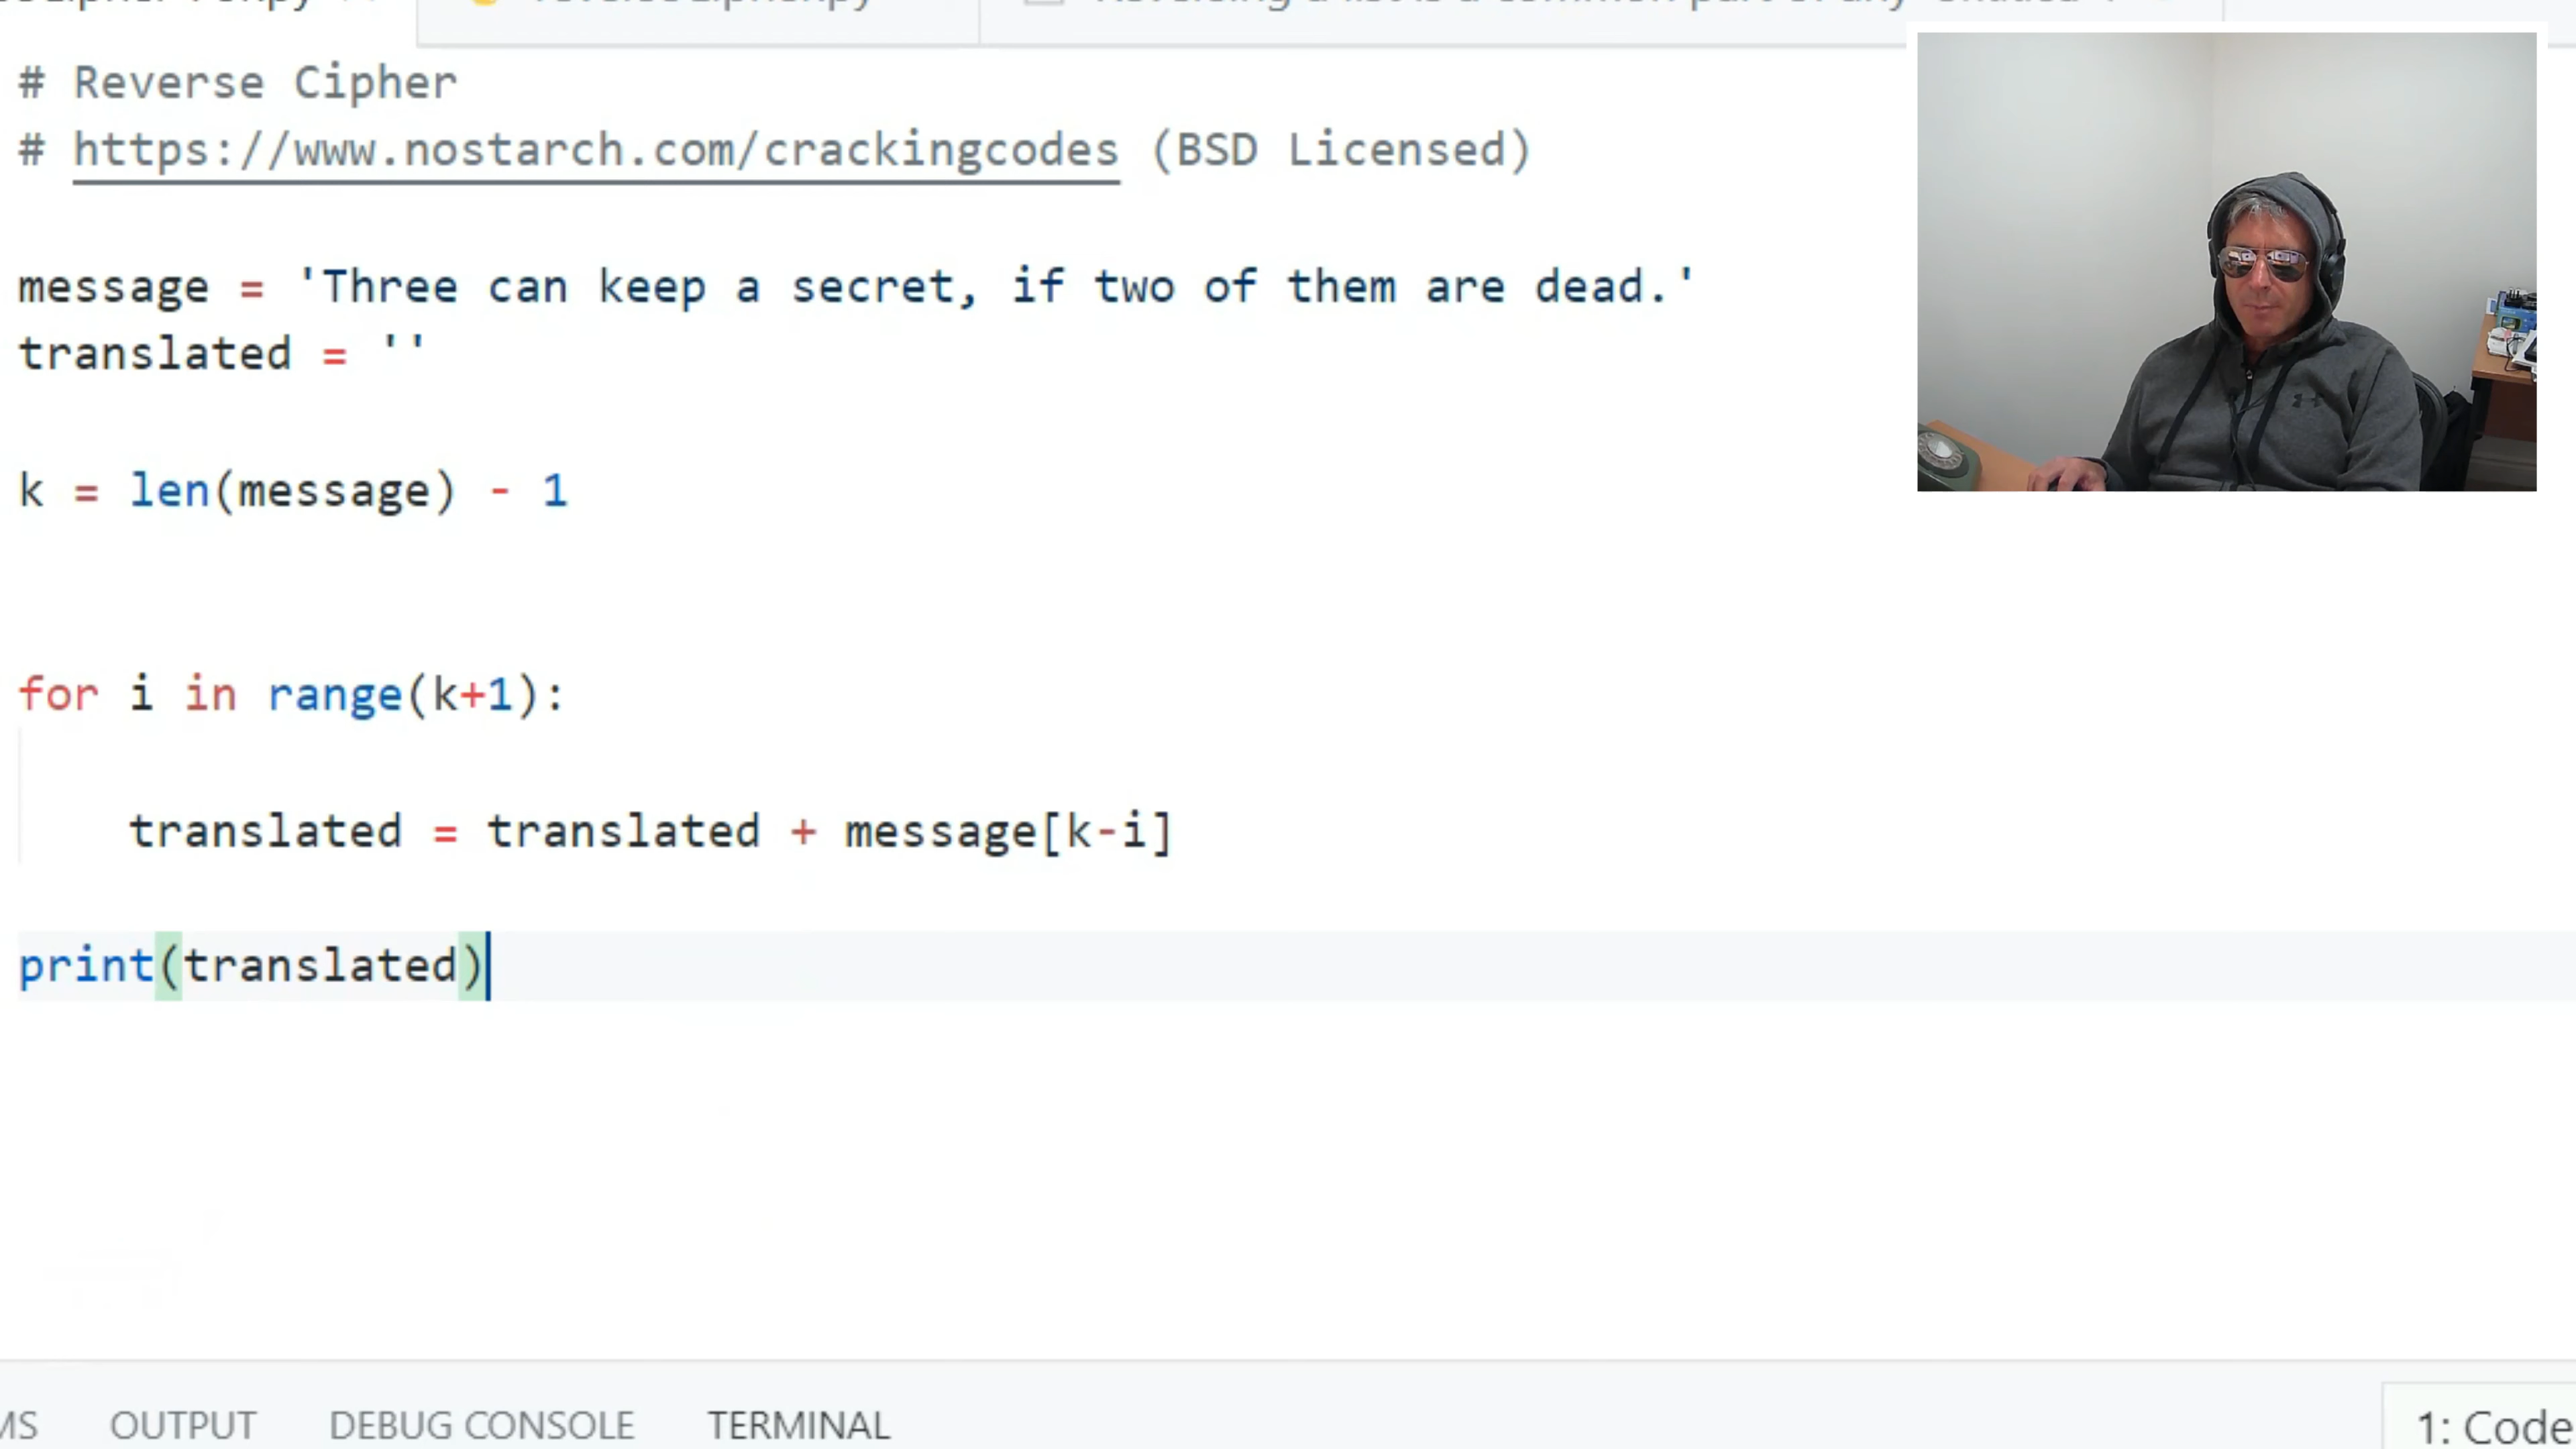 # Reverse Cipher
# https://www.nostarch.com/crackingcodes (BSD Licensed)
message = 'Three can keep a secret, if two of them are dead.'
translated = ''
k = len(message) - 1
for i in range(k+1):
translated = translated + message[k-i]
print(translated)
OUTPUT DEBUG CONSOLE TERMINAL 1: Code